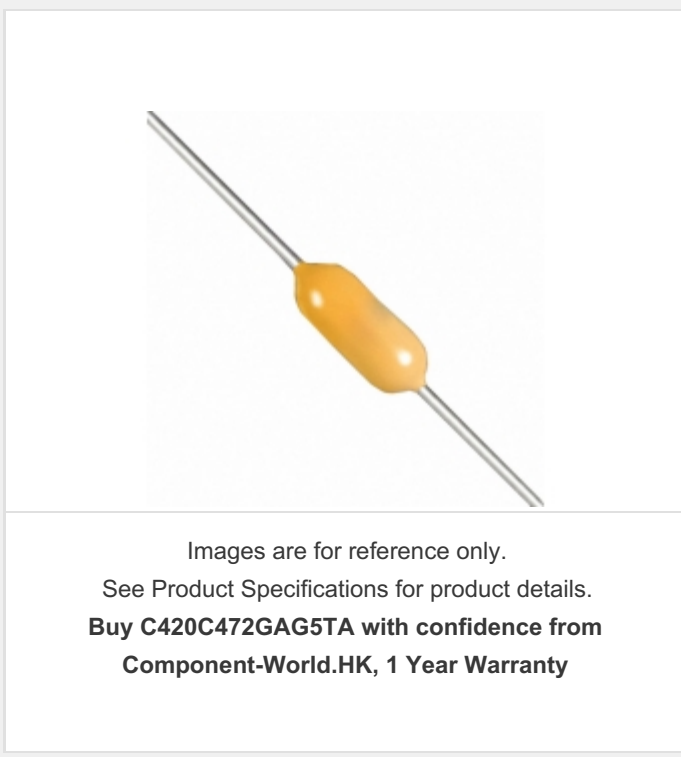 Images are for reference only.
See Product Specifications for product details.
Buy C420C472GAG5TA with confidence from
Component-World.HK, 1 Year Warranty